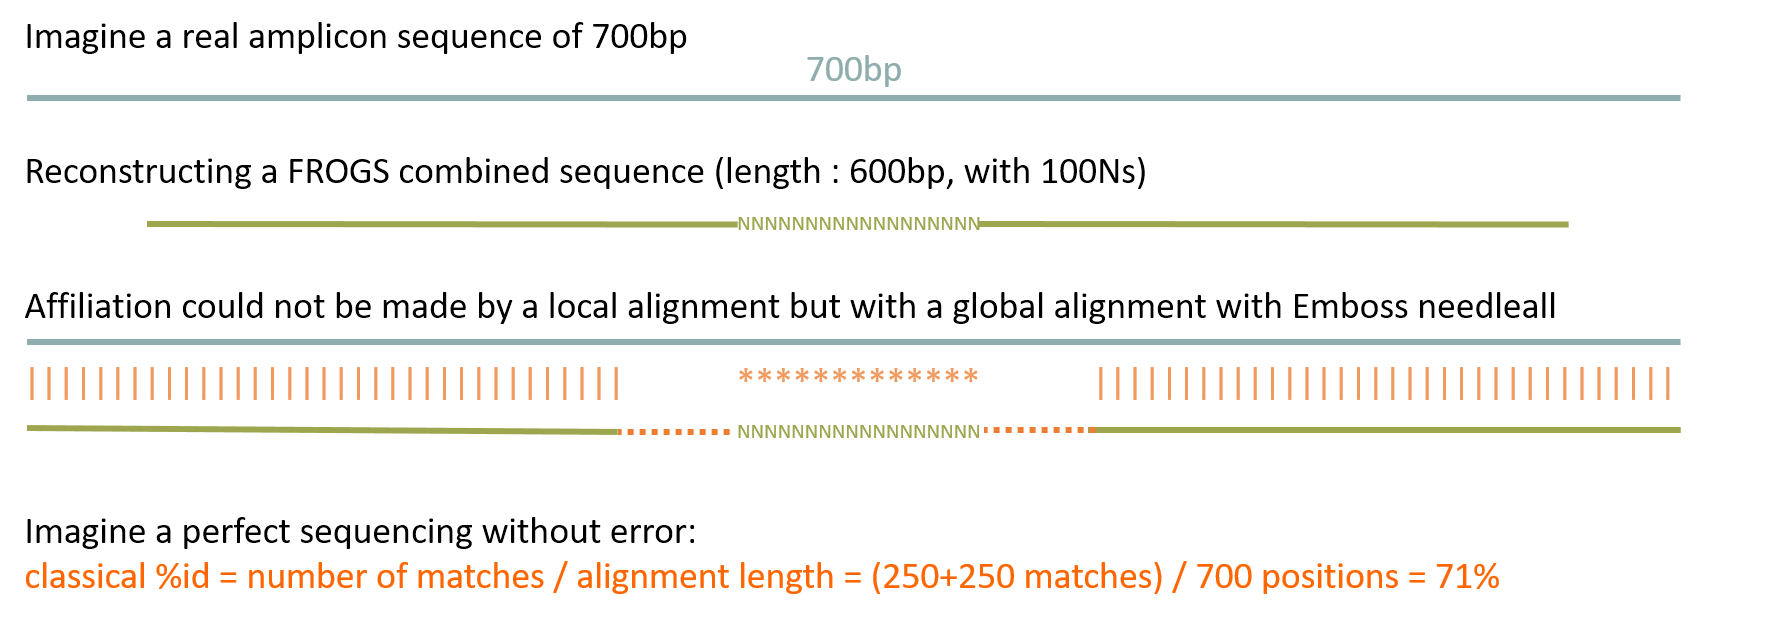 Imagine a real amplicon sequence of 700bp
700bp
Reconstructing a FROGS combined sequence (length : 600bp, with 100Ns)
NNNNNNNNNNNNNNNNNN
Affiliation could not be made by a local alignment but with a global alignment with Emboss needleall
*************
NNNNNNNNNNNNNNNNNN
Imagine a perfect sequencing without error:
classical %id = number of matches / alignment length = (250+250 matches) / 700 positions = 71%